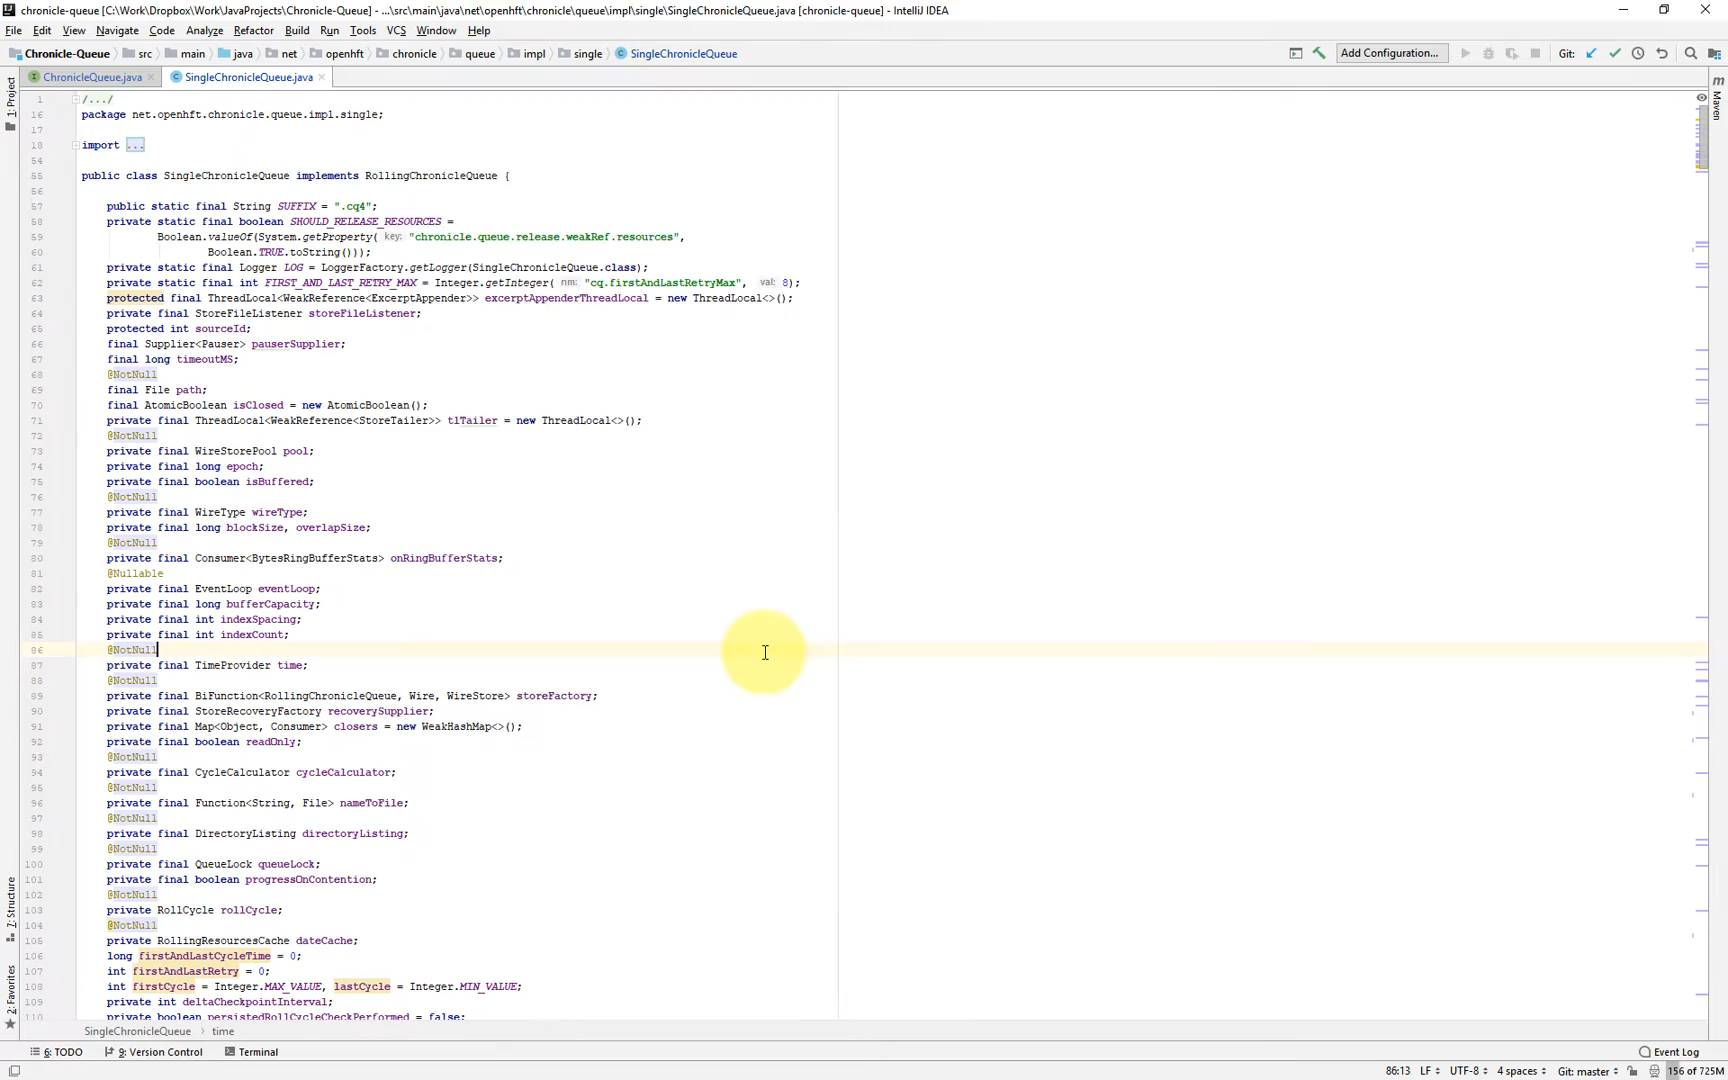 chronicle-queue [C:\Work\Dropbox\Work\JavaProjects\Chronicle-Queue] - ...\src\main\java\net\openhft\chronicle\queue\impl\single\SingleChronicleQueue.java [chronicle-queue] - IntelliJ IDEA
File Edit View Navigate Code Analyze Refactor Build Run Tools VCS Window Help
Chronicle-Queue src main java net openhft chronicle queue impl single SingleChronicleQueue Add Configuration... Git:
ChronicleQueue.java SingleChronicleQueue.java
1: Project
Maven
1 /.../
16 package net.openhft.chronicle.queue.impl.single;
17
18 import ...
54
55 public class SingleChronicleQueue implements RollingChronicleQueue {
56
57 public static final String SUFFIX = ".cq4";
58 private static final boolean SHOULD_RELEASE_RESOURCES =
59 Boolean.valueOf(System.getProperty( key: "chronicle.queue.release.weakRef.resources",
60 Boolean.TRUE.toString()));
61 private static final Logger LOG = LoggerFactory.getLogger(SingleChronicleQueue.class);
62 private static final int FIRST_AND_LAST_RETRY_MAX = Integer.getInteger( nm: "cq.firstAndLastRetryMax", val: 8);
63 protected final ThreadLocal<WeakReference<ExcerptAppender>> excerptAppenderThreadLocal = new ThreadLocal<>();
64 private final StoreFileListener storeFileListener;
65 protected int sourceId;
66 final Supplier<Pauser> pauserSupplier;
67 final long timeoutMS;
68 @NotNull
69 final File path;
70 final AtomicBoolean isClosed = new AtomicBoolean();
71 private final ThreadLocal<WeakReference<StoreTailer>> tlTailer = new ThreadLocal<>();
72 @NotNull
73 private final WireStorePool pool;
74 private final long epoch;
75 private final boolean isBuffered;
76 @NotNull
77 private final WireType wireType;
78 private final long blockSize, overlapSize;
79 @NotNull
80 private final Consumer<BytesRingBufferStats> onRingBufferStats;
81 @Nullable
82 private final EventLoop eventLoop;
83 private final long bufferCapacity;
84 private final int indexSpacing;
85 private final int indexCount;
86 @NotNull
87 private final TimeProvider time;
88 @NotNull
89 private final BiFunction<RollingChronicleQueue, Wire, WireStore> storeFactory;
90 private final StoreRecoveryFactory recoverySupplier;
91 private final Map<Object, Consumer> closers = new WeakHashMap<>();
92 private final boolean readOnly;
93 @NotNull
94 private final CycleCalculator cycleCalculator;
95 @NotNull
96 private final Function<String, File> nameToFile;
97 @NotNull
98 private final DirectoryListing directoryListing;
99 @NotNull
100 private final QueueLock queueLock;
101 private final boolean progressOnContention;
102 @NotNull
103 private RollCycle rollCycle;
104 @NotNull
105 private RollingResourcesCache dateCache;
106 long firstAndLastCycleTime = 0;
107 int firstAndLastRetry = 0;
108 int firstCycle = Integer.MAX_VALUE, lastCycle = Integer.MIN_VALUE;
109 private int deltaCheckpointInterval;
110 private boolean persistedRollCycleCheckPerformed = false;
7: Structure
2: Favorites
SingleChronicleQueue › time
6: TODO 9: Version Control Terminal Event Log
86:13 LF UTF-8 4 spaces Git: master 156 of 725M